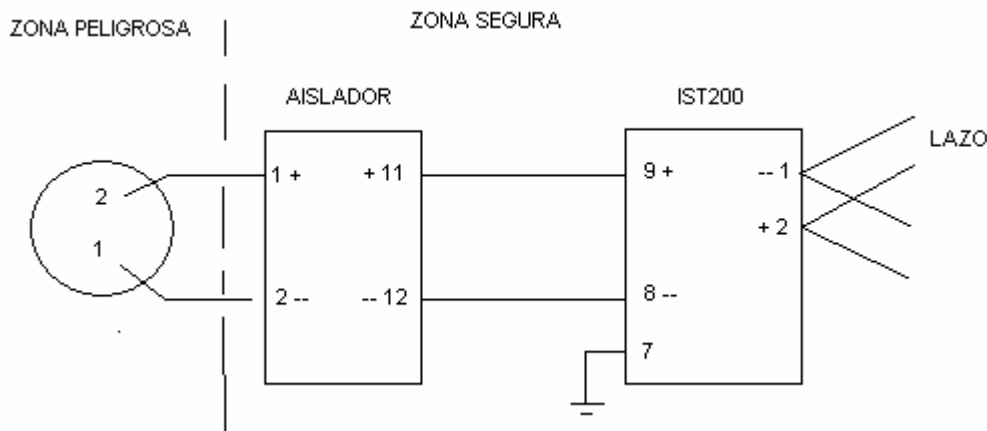 ZONA PELIGROSA
ZONA SEGURA
AISLADOR
IST200
LAZO
2
1
1 +
+ 11
2 --
-- 12
9 +
-- 1
+ 2
8 --
7